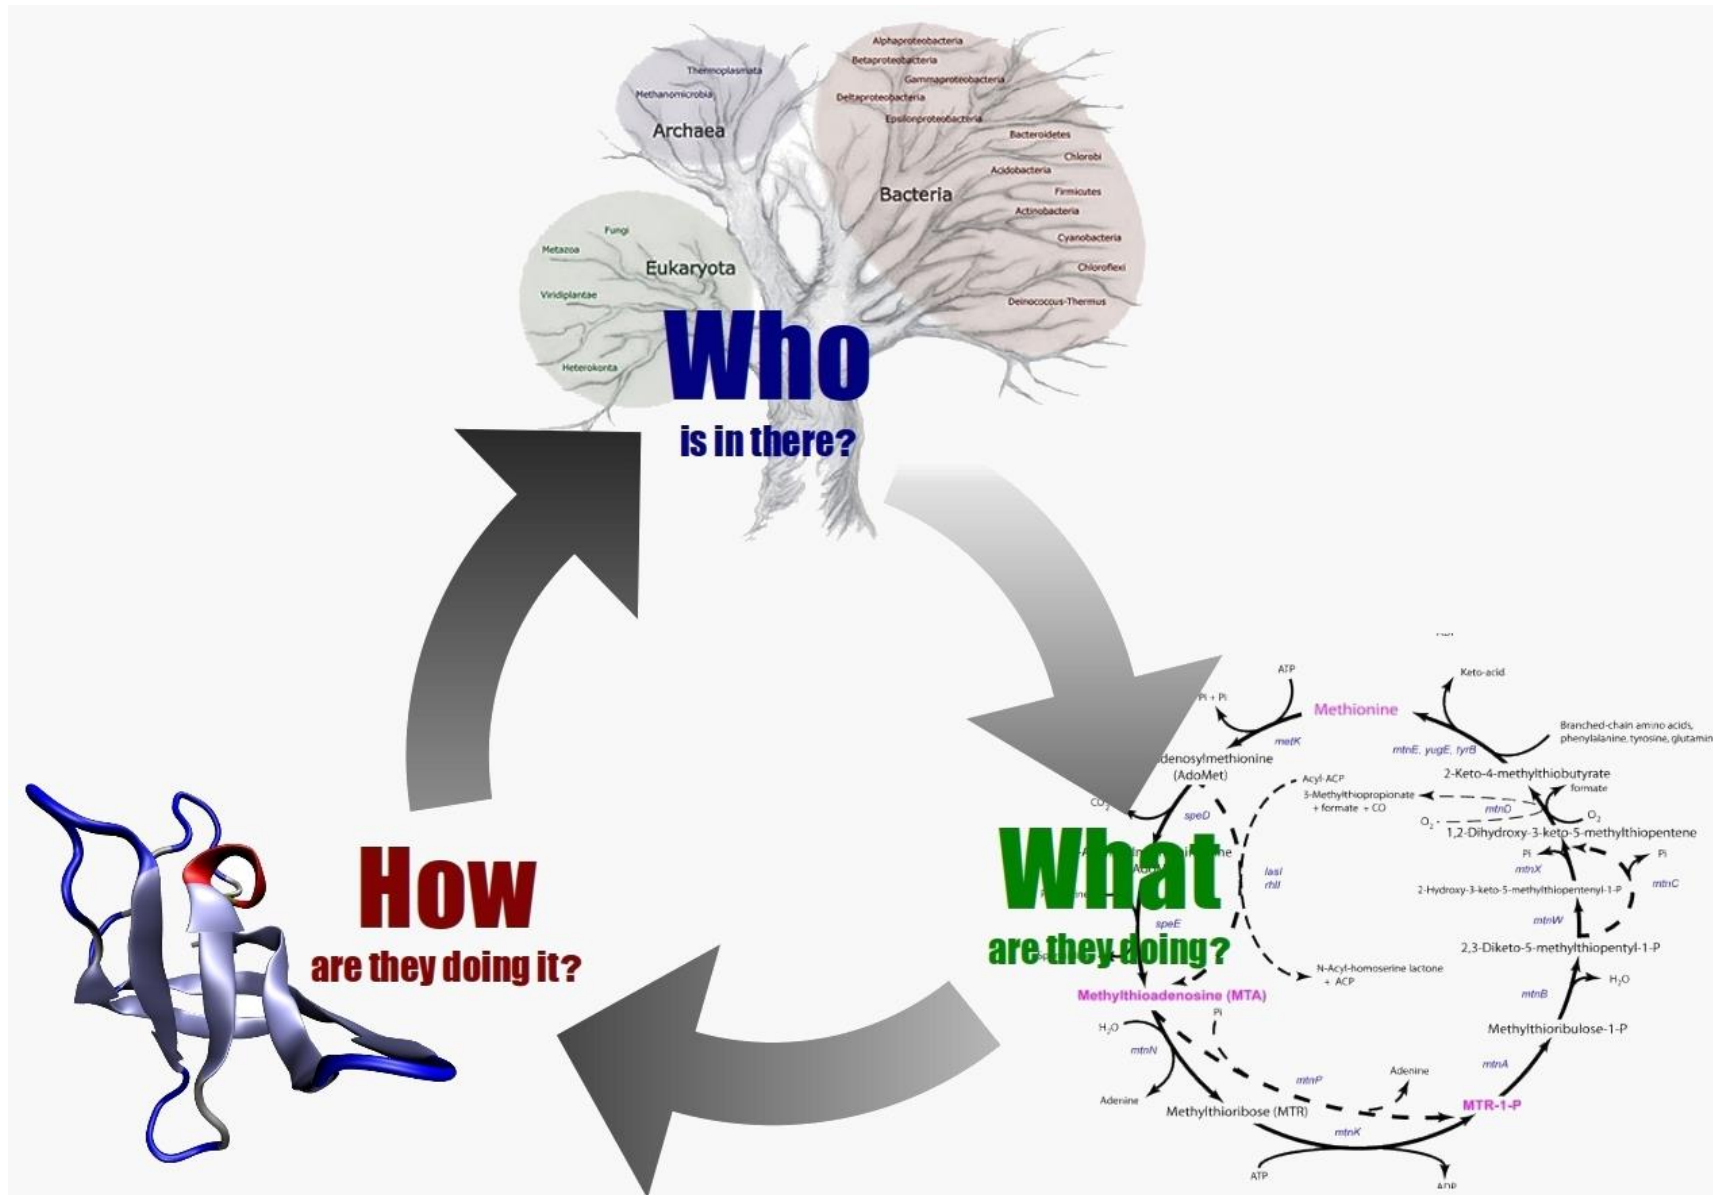 Thermoplasmata
Methanomicrobia
Archaea
Alphaproteobacteria
Betaproteobacteria
Gammaproteobacteria
Deltaproteobacteria
Epsilonproteobacteria
Bacteroidetes
Chlorobi
Acidobacteria
Firmicutes
Bacteria
Actinobacteria
Cyanobacteria
Chloroflexi
Deinococcus-Thermus
Fungi
Metazoa
Eukaryota
Viridiplantae
Heterokonta
Who
is in there?
What
are they doing?
How
are they doing it?
ATP
Keto-acid
Pi + Pi
Methionine
Branched-chain amino acids,
phenylalanine, tyrosine, glutamin
metK
mtnE, yugE, tyrB
denosylmethionine
(AdoMet)
2-Keto-4-methylthiobutyrate
formate
Acyl-ACP
3-Methylthiopropionate
+ formate + CO
mtnD
O₂
O₂
CO₂
speD
1,2-Dihydroxy-3-keto-5-methylthiopentene
Pi
Pi
mtnX
mtnC
lasI
rhlI
2-Hydroxy-3-keto-5-methylthiopentenyl-1-P
mtnW
speE
2,3-Diketo-5-methylthiopentyl-1-P
N-Acyl-homoserine lactone
+ ACP
H₂O
mtnB
Methylthioadenosine (MTA)
Pi
H₂O
mtnN
Methylthioribulose-1-P
mtnA
mtnP
Adenine
Adenine
Methylthioribose (MTR)
MTR-1-P
mtnK
ATP
ADP